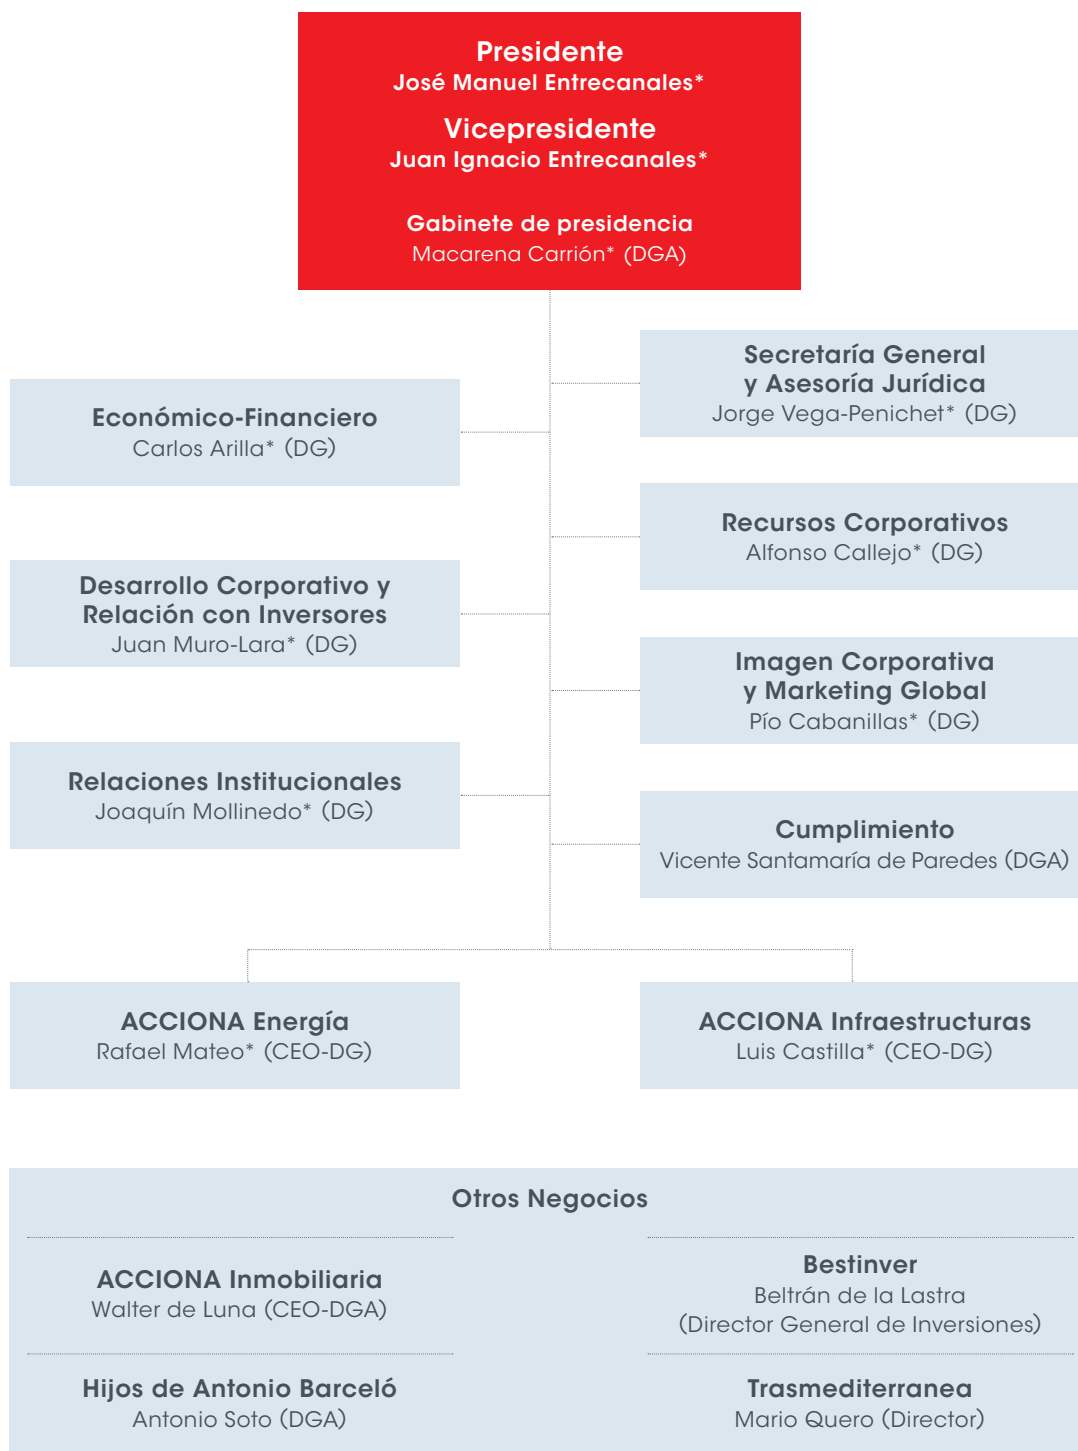 Presidente
José Manuel Entrecanales*
Vicepresidente
Juan Ignacio Entrecanales*
Gabinete de presidencia
Macarena Carrión* (DGA)
Económico-Financiero
Carlos Arilla* (DG)
Desarrollo Corporativo y
Relación con Inversores
Juan Muro-Lara* (DG)
Relaciones Institucionales
Joaquín Mollinedo* (DG)
Secretaría General
y Asesoría Jurídica
Jorge Vega-Penichet* (DG)
Recursos Corporativos
Alfonso Callejo* (DG)
Imagen Corporativa
y Marketing Global
Pío Cabanillas* (DG)
Cumplimiento
Vicente Santamaría de Paredes (DGA)
ACCIONA Energía
Rafael Mateo* (CEO-DG)
ACCIONA Infraestructuras
Luis Castilla* (CEO-DG)
Otros Negocios
ACCIONA Inmobiliaria
Walter de Luna (CEO-DGA)
Hijos de Antonio Barceló
Antonio Soto (DGA)
Bestinver
Beltrán de la Lastra
(Director General de Inversiones)
Trasmediterranea
Mario Quero (Director)